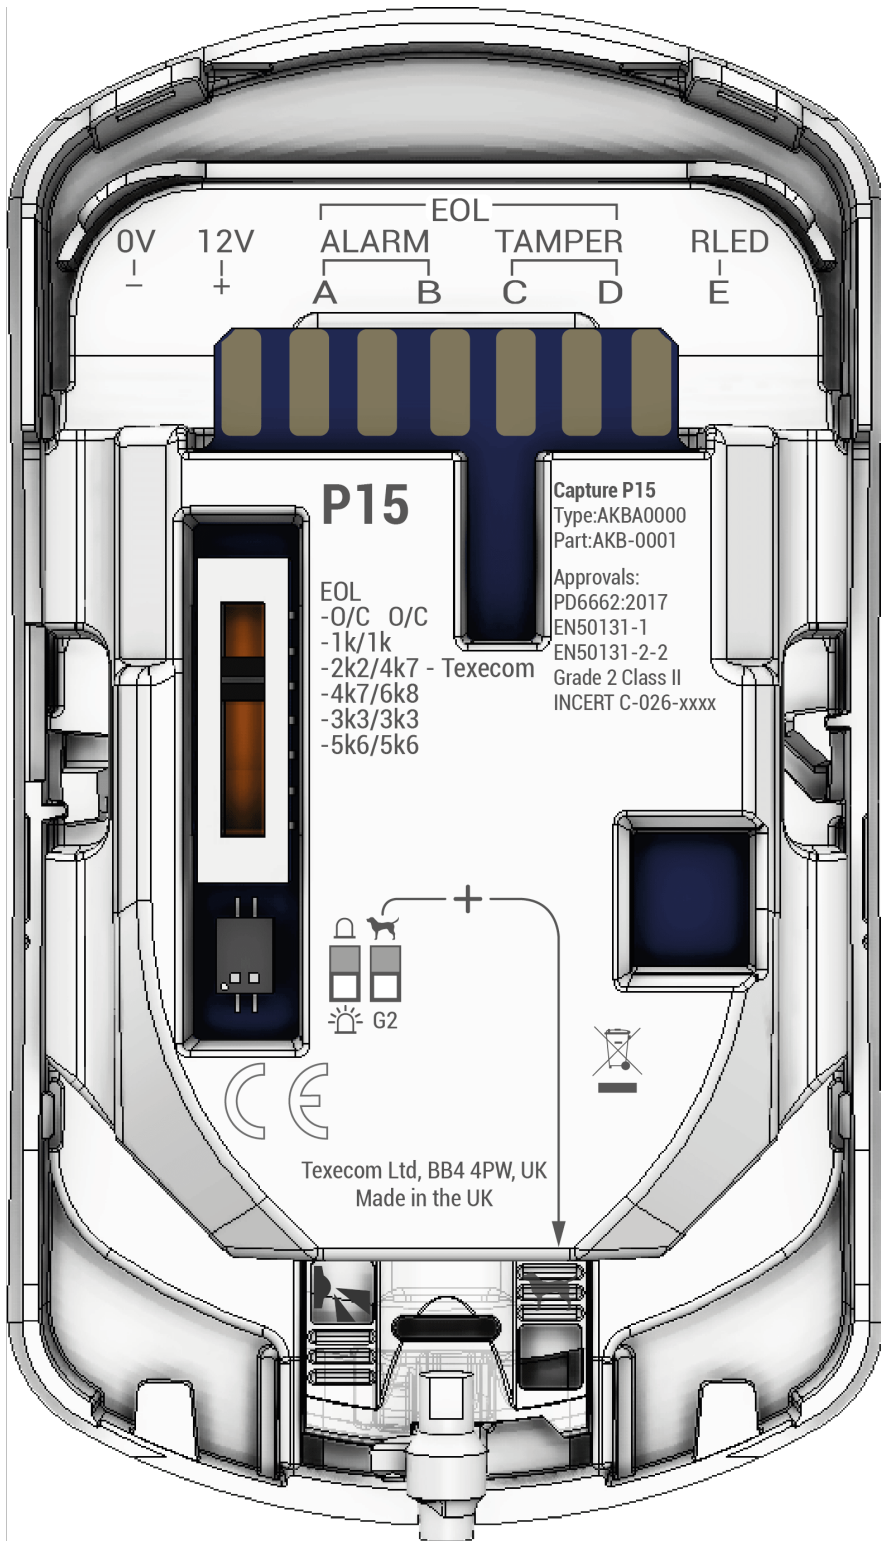 EOL
0V 12V ALARM TAMPER RLED
− + A B C D E
P15
EOL
-O/C O/C
-1k/1k
-2k2/4k7 - Texecom
-4k7/6k8
-3k3/3k3
-5k6/5k6
Capture P15
Type:AKBA0000
Part:AKB-0001
Approvals:
PD6662:2017
EN50131-1
EN50131-2-2
Grade 2 Class II
INCERT C-026-xxxx
+
G2
CE
Texecom Ltd, BB4 4PW, UK
Made in the UK